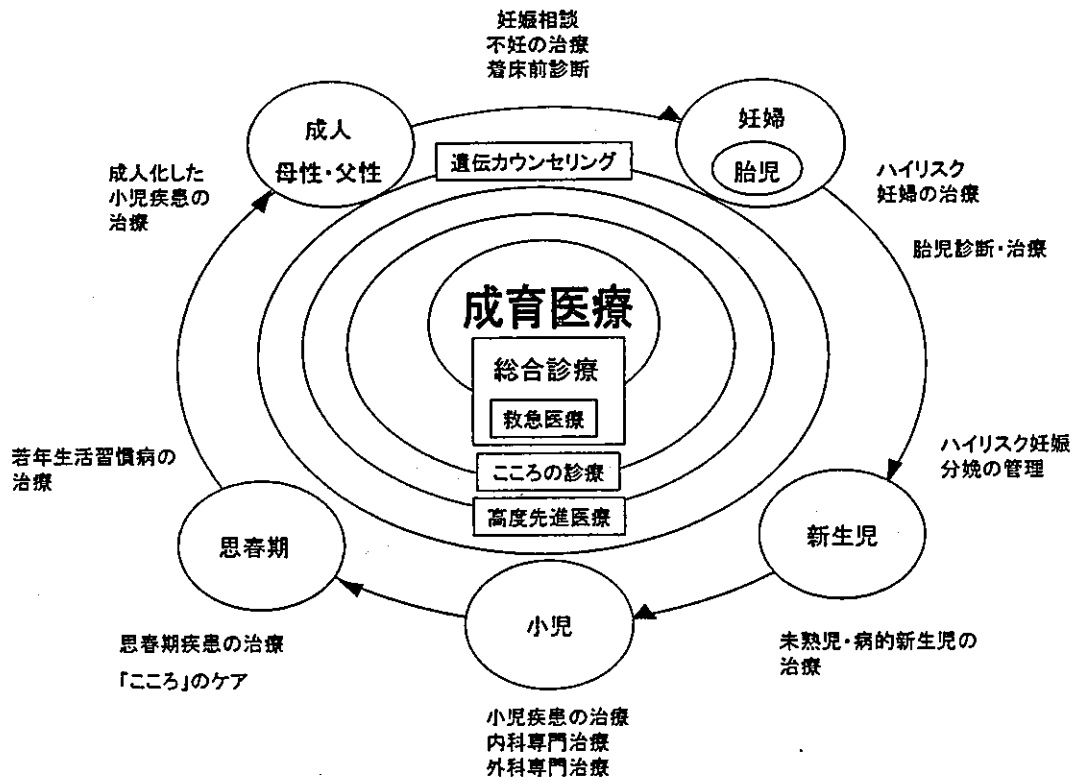 妊娠相談
不妊の治療
着床前診断
成人
母性・父性
妊婦
胎児
遺伝カウンセリング
成人化した
小児疾患の
治療
ハイリスク
妊婦の治療
胎児診断・治療
成育医療
総合診療
救急医療
こころの診療
高度先進医療
若年生活習慣病の
治療
ハイリスク妊娠
分娩の管理
思春期
新生児
小児
思春期疾患の治療
「こころ」のケア
未熟児・病的新生児の
治療
小児疾患の治療
内科専門治療
外科専門治療